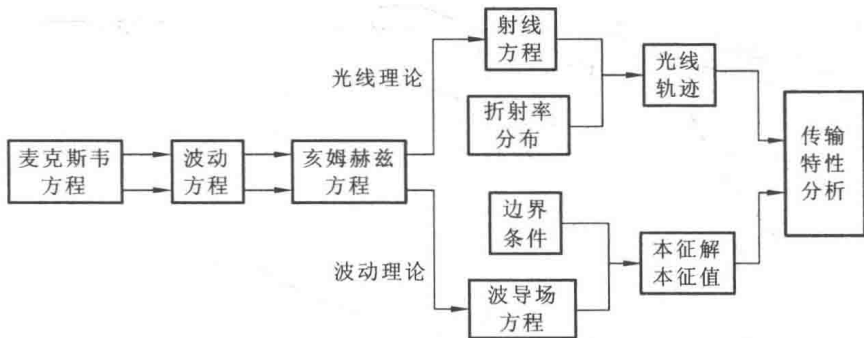 麦克斯韦
方程
波动
方程
亥姆赫兹
方程
光线理论
射线
方程
折射率
分布
光线
轨迹
波动理论
边界
条件
波导场
方程
本征解
本征值
传输
特性
分析